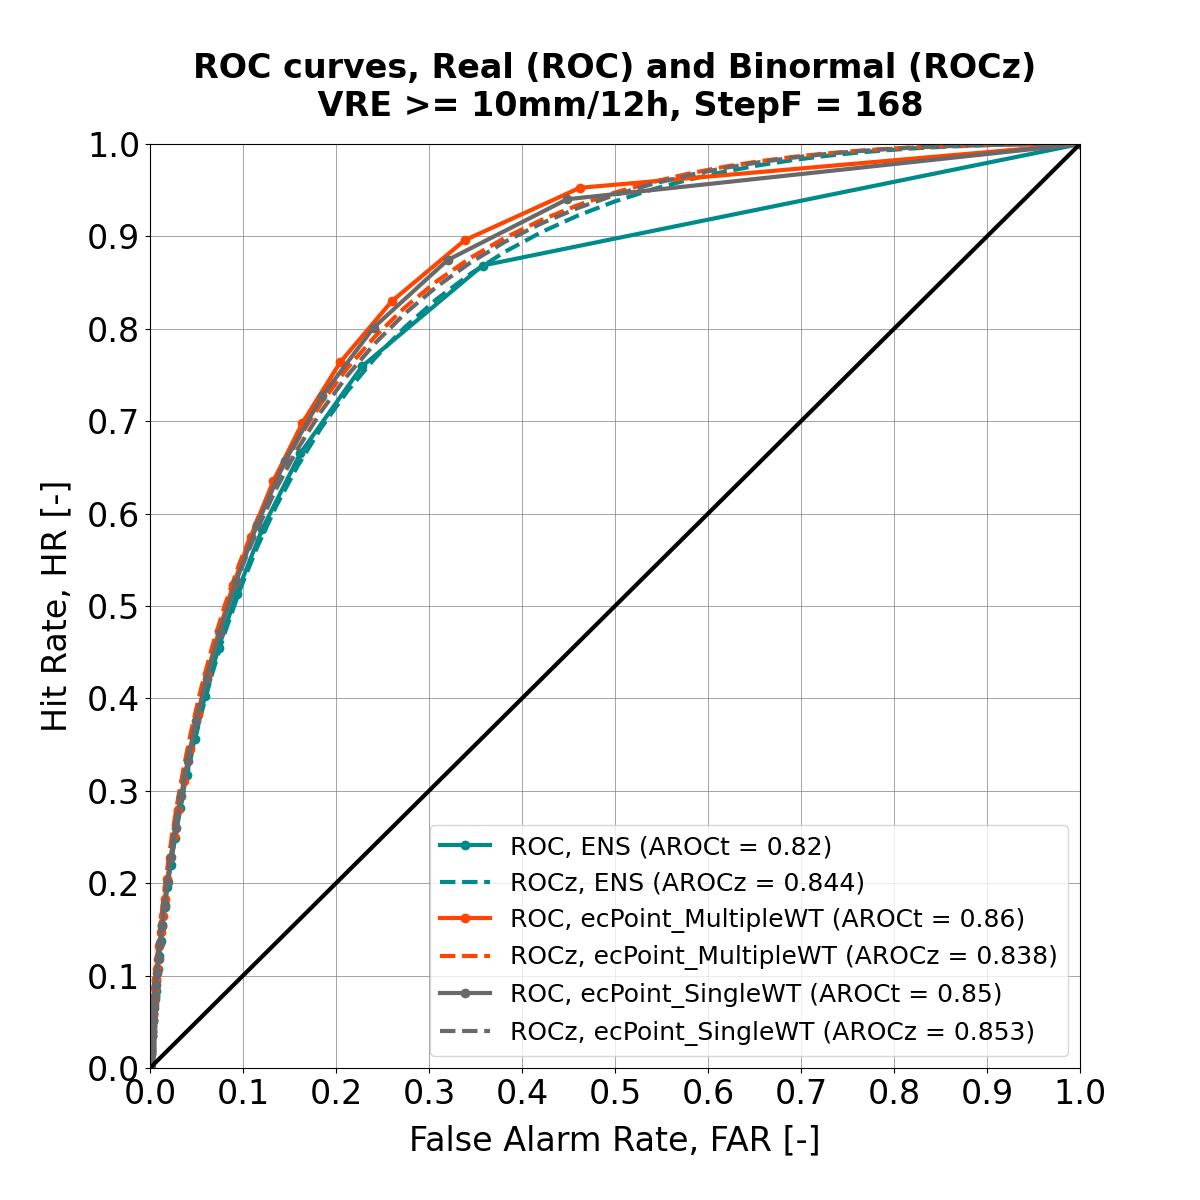 ROC curves, Real (ROC) and Binormal (ROCz)
VRE >= 10mm/12h, StepF = 168
1.0
0.9
0.8
0.7
0.6
0.5
0.4
0.3
0.2
0.1
0.0
Hit Rate, HR [-]
ROC, ENS (AROCt = 0.82)
ROCz, ENS (AROCz = 0.844)
ROC, ecPoint_MultipleWT (AROCt = 0.86)
ROCz, ecPoint_MultipleWT (AROCz = 0.838)
ROC, ecPoint_SingleWT (AROCt = 0.85)
ROCz, ecPoint_SingleWT (AROCz = 0.853)
0.0 0.1 0.2 0.3 0.4 0.5 0.6 0.7 0.8 0.9 1.0
False Alarm Rate, FAR [-]